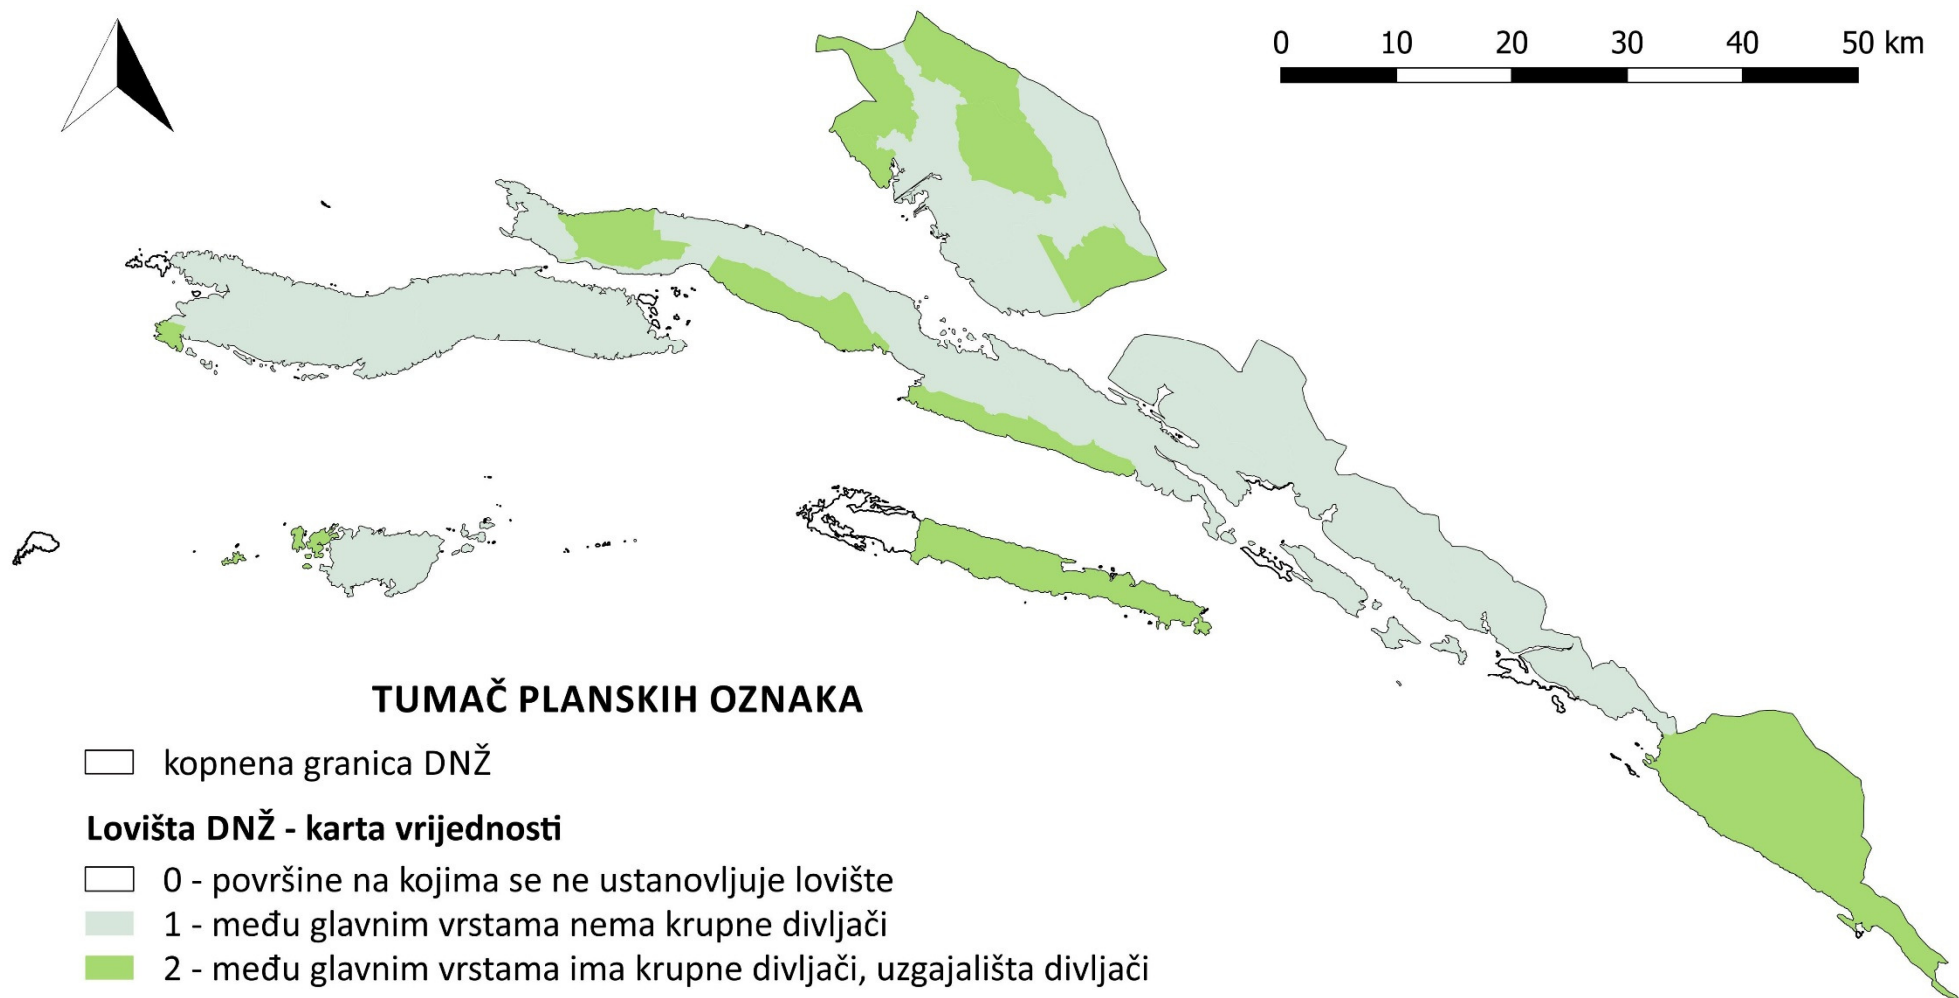 0 10 20 30 40 50 km
TUMAČ PLANSKIH OZNAKA
kopnena granica DNŽ
Lovišta DNŽ - karta vrijednosti
0 - površine na kojima se ne ustanovljuje lovište
1 - među glavnim vrstama nema krupne divljači
2 - među glavnim vrstama ima krupne divljači, uzgajališta divljači